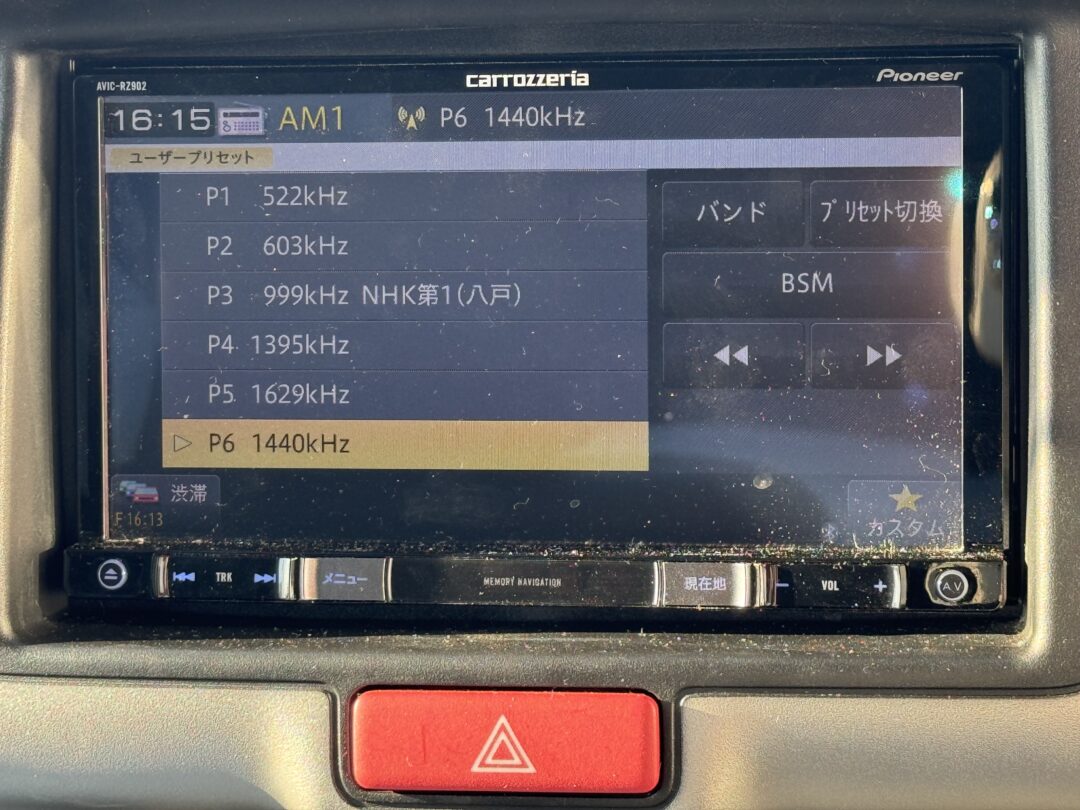 AVIC-RZ902
carrozzeria
Pioneer
16:15 AM1 P6 1440kHz
ユーザープリセット
P1 522kHz
P2 603kHz
P3 999kHz NHK第1(八戸)
P4 1395kHz
P5 1629kHz
P6 1440kHz
バンド
プリセット切換
BSM
渋滞
F16:13
カスタム
TRK
メニュー
MEMORY NAVIGATION
現在地
− VOL +
AV